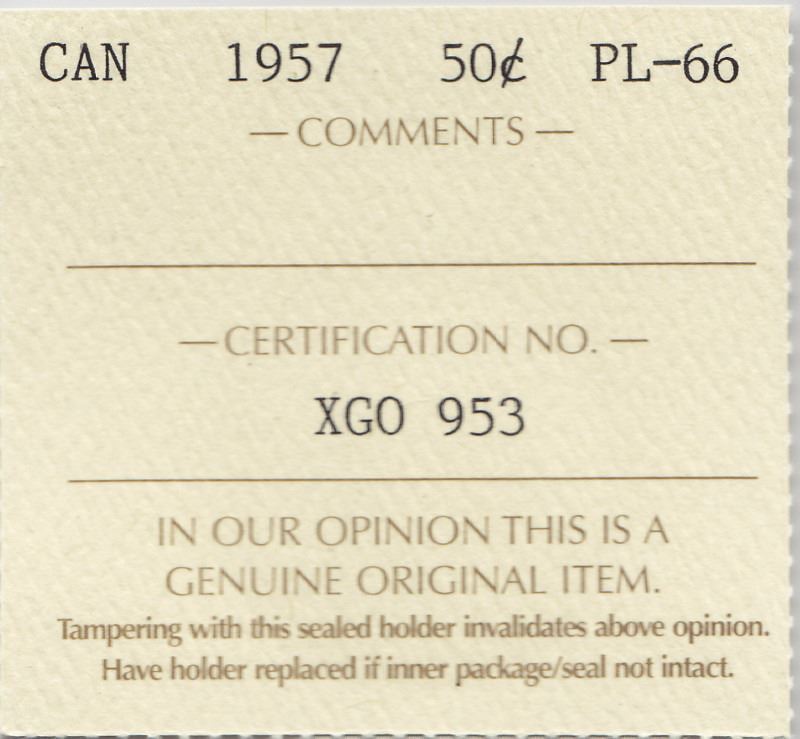 CAN 1957 50¢ PL-66
— COMMENTS —
— CERTIFICATION NO. —
XGO 953
IN OUR OPINION THIS IS A
GENUINE ORIGINAL ITEM.
Tampering with this sealed holder invalidates above opinion.
Have holder replaced if inner package/seal not intact.